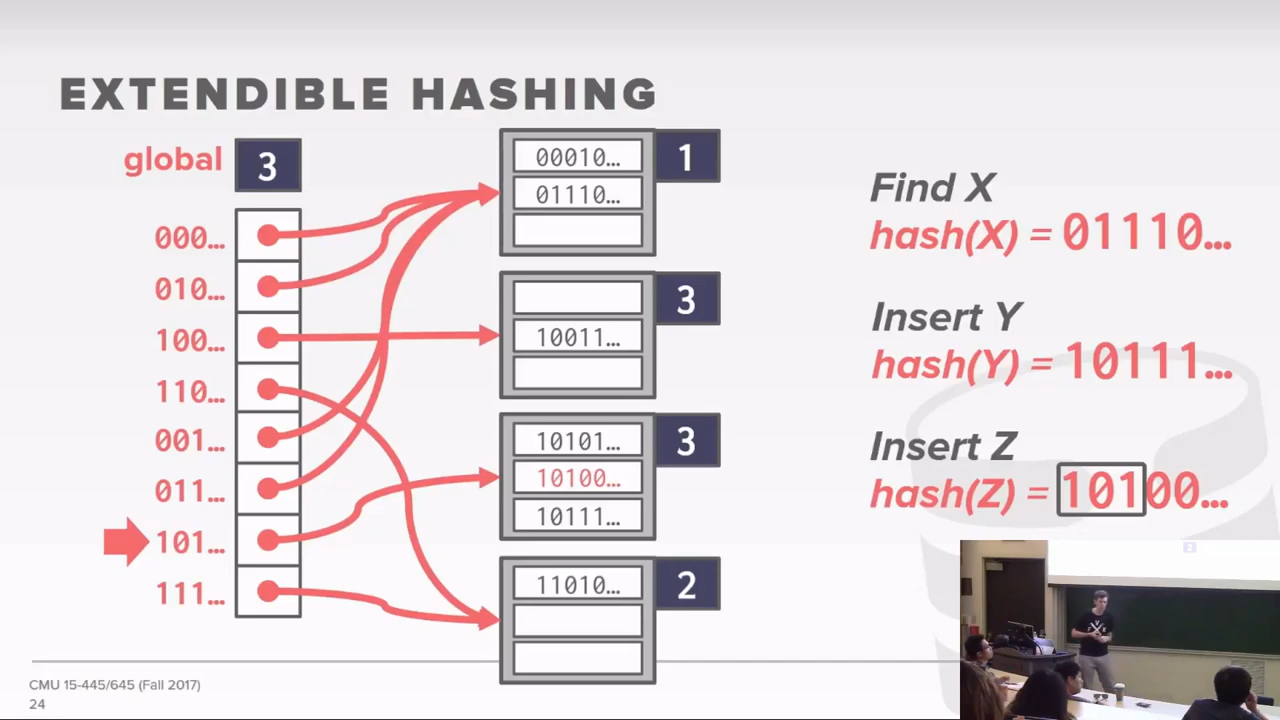 EXTENDIBLE HASHING
global 3
000...
010...
100...
110...
001...
011...
101...
111...
00010... 1
01110...
3
10011...
10101... 3
10100...
10111...
11010... 2
Find X
hash(X) = 01110...
Insert Y
hash(Y) = 10111...
Insert Z
hash(Z) = 10100...
CMU 15-445/645 (Fall 2017)
24